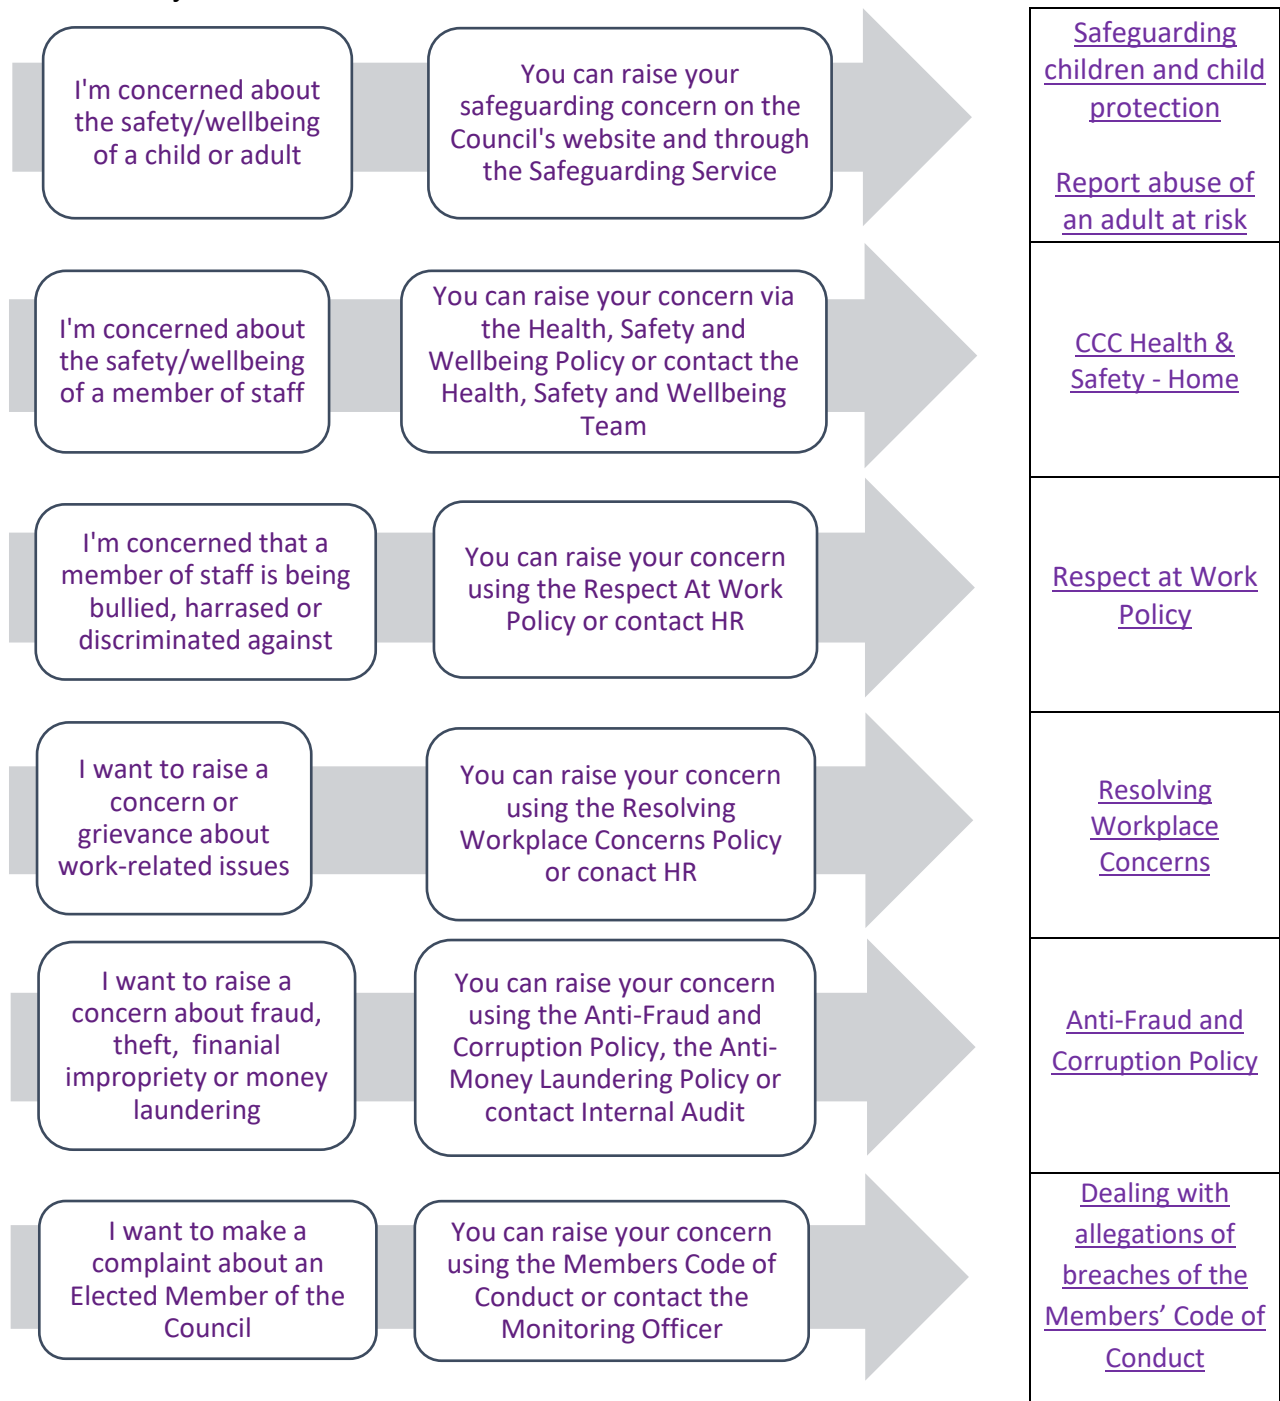 I'm concerned about
the safety/wellbeing
of a child or adult
You can raise your
safeguarding concern on the
Council's website and through
the Safeguarding Service
Safeguarding
children and child
protection
Report abuse of
an adult at risk
I'm concerned about
the safety/wellbeing
of a member of staff
You can raise your concern via
the Health, Safety and
Wellbeing Policy or contact the
Health, Safety and Wellbeing
Team
CCC Health &
Safety - Home
I'm concerned that a
member of staff is being
bullied, harrased or
discriminated against
You can raise your concern
using the Respect At Work
Policy or contact HR
Respect at Work
Policy
I want to raise a
concern or
grievance about
work-related issues
You can raise your concern
using the Resolving
Workplace Concerns Policy
or conact HR
Resolving
Workplace
Concerns
I want to raise a
concern about fraud,
theft,  finanial
impropriety or money
laundering
You can raise your concern
using the Anti-Fraud and
Corruption Policy, the Anti-
Money Laundering Policy or
contact Internal Audit
Anti-Fraud and
Corruption Policy
I want to make a
complaint about an
Elected Member of the
Council
You can raise your concern
using the Members Code of
Conduct or contact the
Monitoring Officer
Dealing with
allegations of
breaches of the
Members’ Code of
Conduct